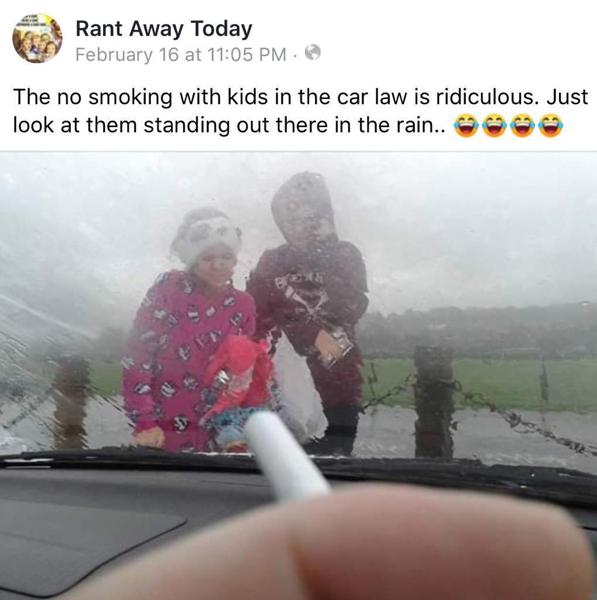 Rant Away Today
February 16 at 11:05 PM ·
The no smoking with kids in the car law is ridiculous. Just
look at them standing out there in the rain.. 😂😂😂😂